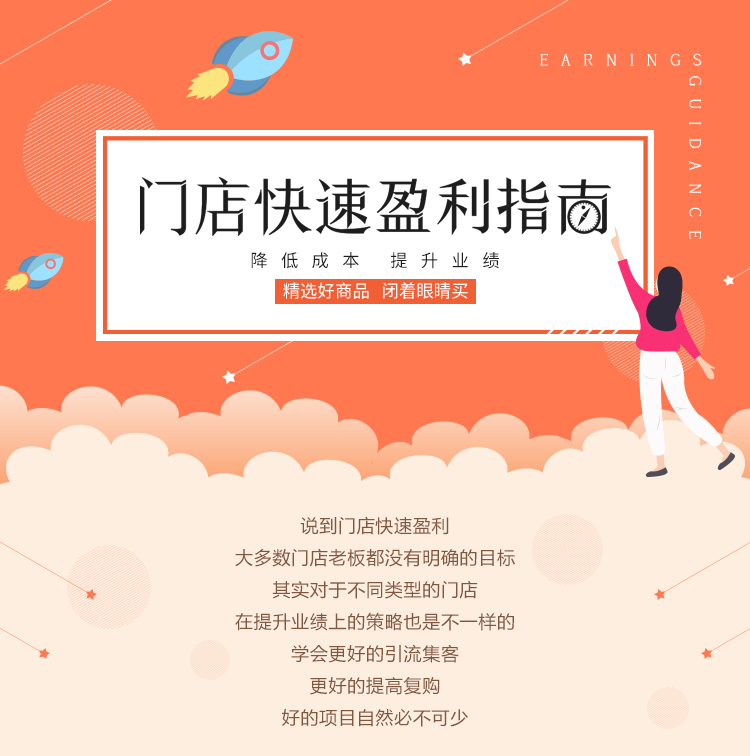 EARNINGS
GUIDANCE
门店快速盈利指南
降低成本 提升业绩
精选好商品 闭着眼睛买
说到门店快速盈利
大多数门店老板都没有明确的目标
其实对于不同类型的门店
在提升业绩上的策略也是不一样的
学会更好的引流集客
更好的提高复购
好的项目自然必不可少